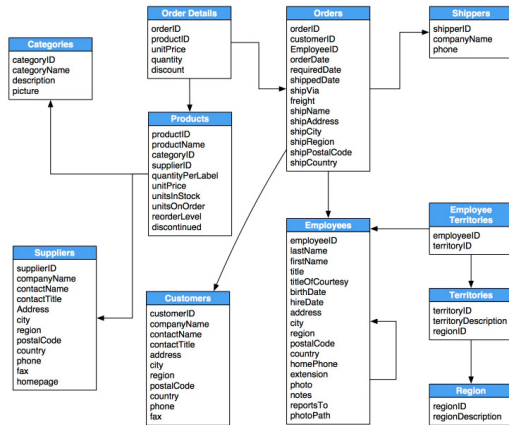 Order Details
orderID
productID
unitPrice
quantity
discount
Orders
orderID
customerID
EmployeeID
orderDate
requiredDate
shippedDate
shipVia
freight
shipName
shipAddress
shipCity
shipRegion
shipPostalCode
shipCountry
Shippers
shipperID
companyName
phone
Categories
categoryID
categoryName
description
picture
Products
productID
productName
categoryID
supplierID
quantityPerLabel
unitPrice
unitsInStock
unitsOnOrder
reorderLevel
discontinued
Employees
employeeID
lastName
firstName
title
titleOfCourtesy
birthDate
hireDate
address
city
region
postalCode
country
homePhone
extension
photo
notes
reportsTo
photoPath
Employee
Territories
employeeID
territoryID
Suppliers
supplierID
companyName
contactName
contactTitle
Address
city
region
postalCode
country
phone
fax
homepage
Customers
customerID
companyName
contactName
contactTitle
address
city
region
postalCode
country
phone
fax
Territories
territoryID
territoryDescription
regionID
Region
regionID
regionDescription